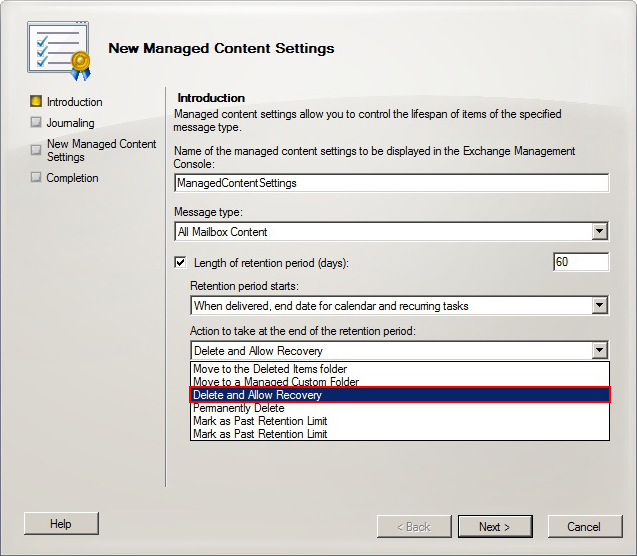 New Managed Content Settings
Introduction
Journaling
New Managed Content
Settings
Completion
Introduction
Managed content settings allow you to control the lifespan of items of the specified
message type.
Name of the managed content settings to be displayed in the Exchange Management
Console:
ManagedContentSettings
Message type:
All Mailbox Content
Length of retention period (days):
60
Retention period starts:
When delivered, end date for calendar and recurring tasks
Action to take at the end of the retention period:
Delete and Allow Recovery
Move to the Deleted Items folder
Move to a Managed Custom Folder
Delete and Allow Recovery
Permanently Delete
Mark as Past Retention Limit
Mark as Past Retention Limit
Help
< Back
Next >
Cancel